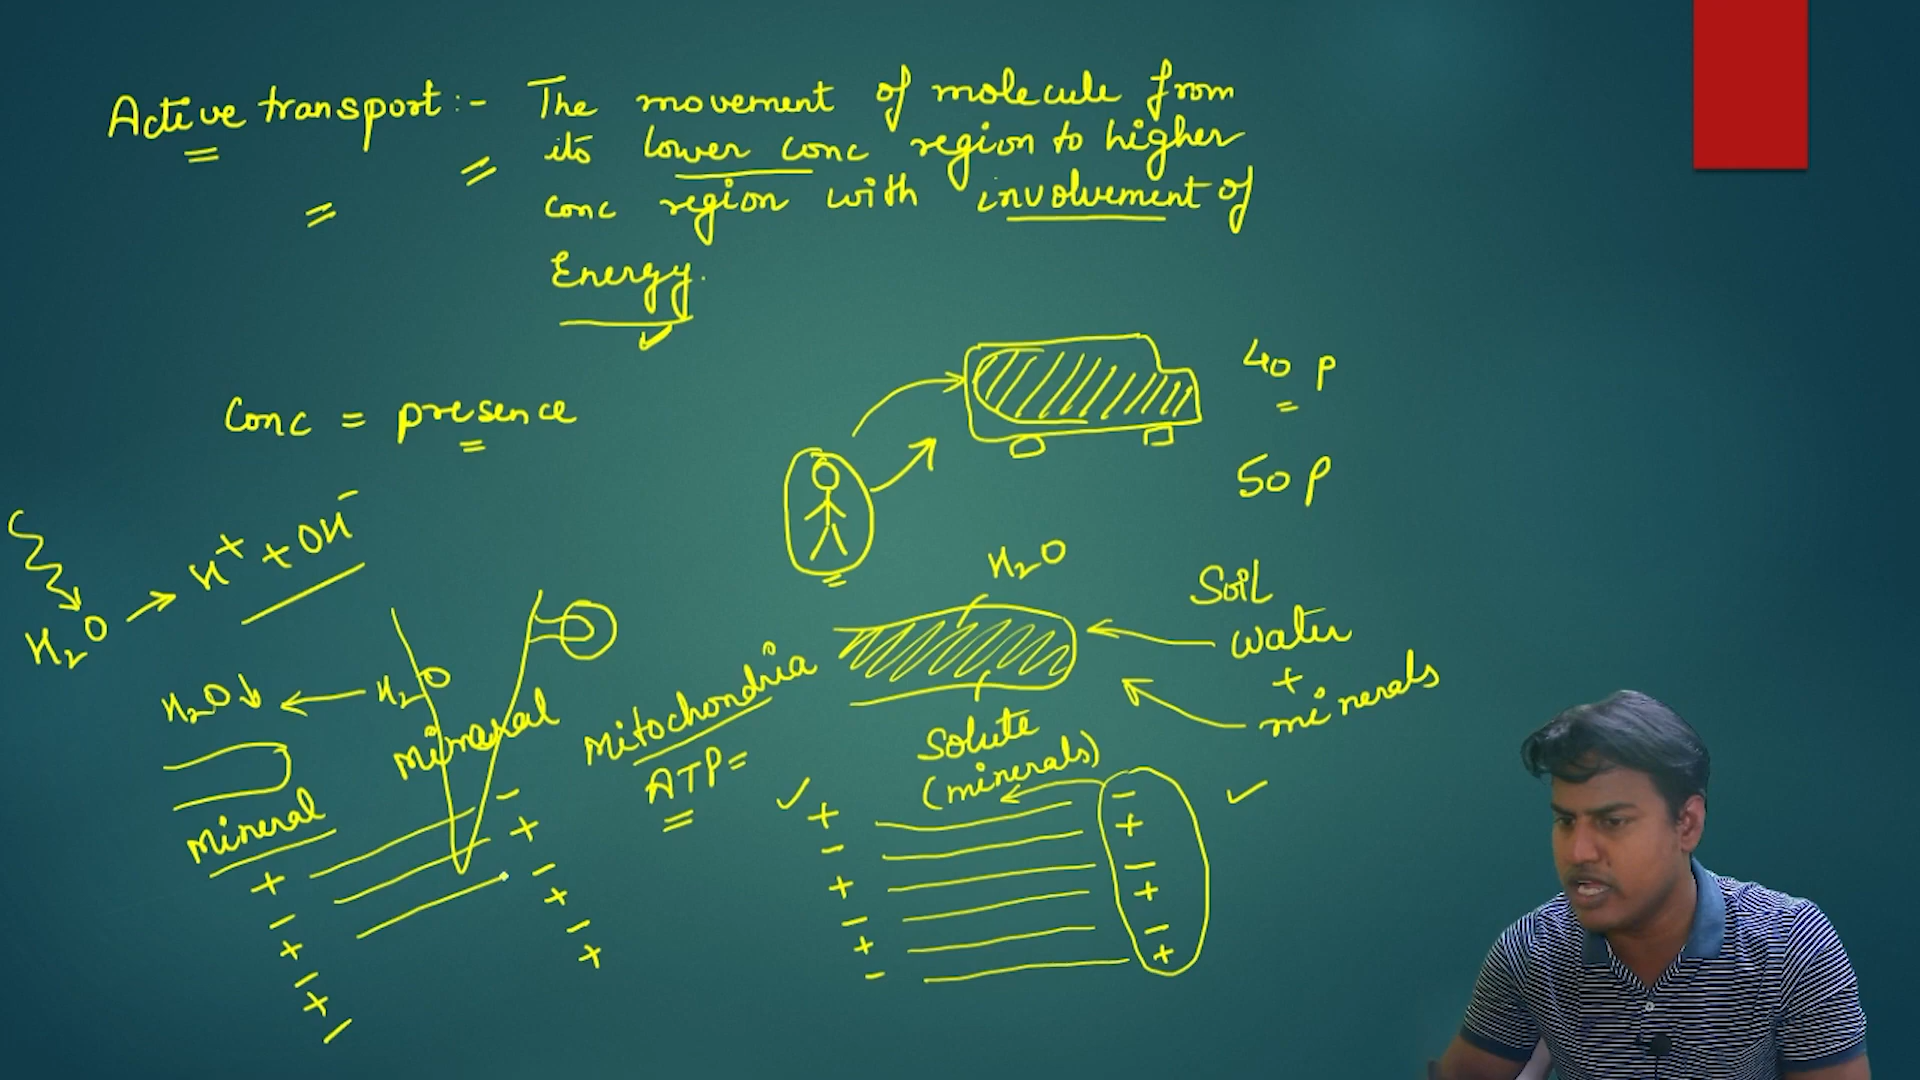 Active transport :- The movement of molecule from
its lower conc region to higher
conc region with involvement of
Energy.
Conc = presence
40 p
50 p
H2O → H+ + OH-
H2O
Soil
water
+
minerals
H2O↓ ← H2O
Mineral
Mitochondria
ATP=
Solute
(minerals)
Mineral
+ - + - + -
- + - + - +
+ - + - + -
- + - + - +